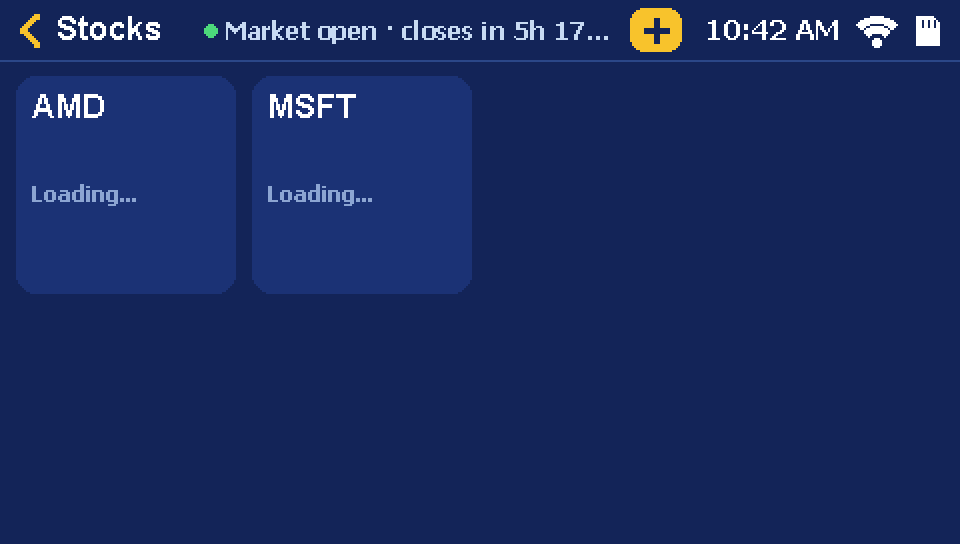 Stocks
Market open · closes in 5h 17...
10:42 AM
AMD
MSFT
Loading...
Loading...